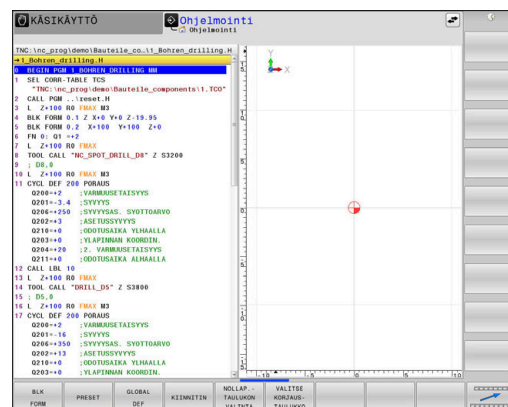 KÄSIKÄYTTÖ
Ohjelmointi
Ohjelmointi
TNC:\nc_prog\demo\Bauteile_co…\1_Bohren_drilling.H
→1_Bohren_drilling.H
0 BEGIN PGM 1_BOHREN_DRILLING MM
1 SEL CORR-TABLE TCS
"TNC:\nc_prog\demo\Bauteile_components\1.TCO"
2 CALL PGM ..\reset.H
3 L Z+100 R0 FMAX M3
4 BLK FORM 0.1 Z X+0 Y+0 Z-19.95
5 BLK FORM 0.2 X+100 Y+100 Z+0
6 FN 0: Q1 =+2
7 L Z+100 R0 FMAX
8 TOOL CALL "NC_SPOT_DRILL_D8" Z S3200
9 ; D8,0
10 L Z+100 R0 FMAX M3
11 CYCL DEF 200 PORAUS
Q200=+2 ;VARMUUSETAISYYS
Q201=-3.4 ;SYVYYS
Q206=+250 ;SYVYYSAS. SYOTTOARVO
Q202=+3 ;ASETUSSYVYYS
Q210=+0 ;ODOTUSAIKA YLHAALLA
Q203=+0 ;YLAPINNAN KOORDIN.
Q204=+20 ;2. VARMUUSETAISYYS
Q211=+0 ;ODOTUSAIKA ALHAALLA
12 CALL LBL 10
13 L Z+100 R0 FMAX
14 TOOL CALL "DRILL_D5" Z S3800
15 ; D5,0
16 L Z+100 R0 FMAX M3
17 CYCL DEF 200 PORAUS
Q200=+2 ;VARMUUSETAISYYS
Q201=-16 ;SYVYYS
Q206=+350 ;SYVYYSAS. SYOTTOARVO
Q202=+13 ;ASETUSSYVYYS
Q210=+0 ;ODOTUSAIKA YLHAALLA
Q203=+0 ;YLAPINNAN KOORDIN.
Y
X
BLK FORM
PRESET
GLOBAL DEF
KIINNITIN
NOLLAP.- TAULUKON VALINTA
VALITSE KORJAUS- TAULUKKO